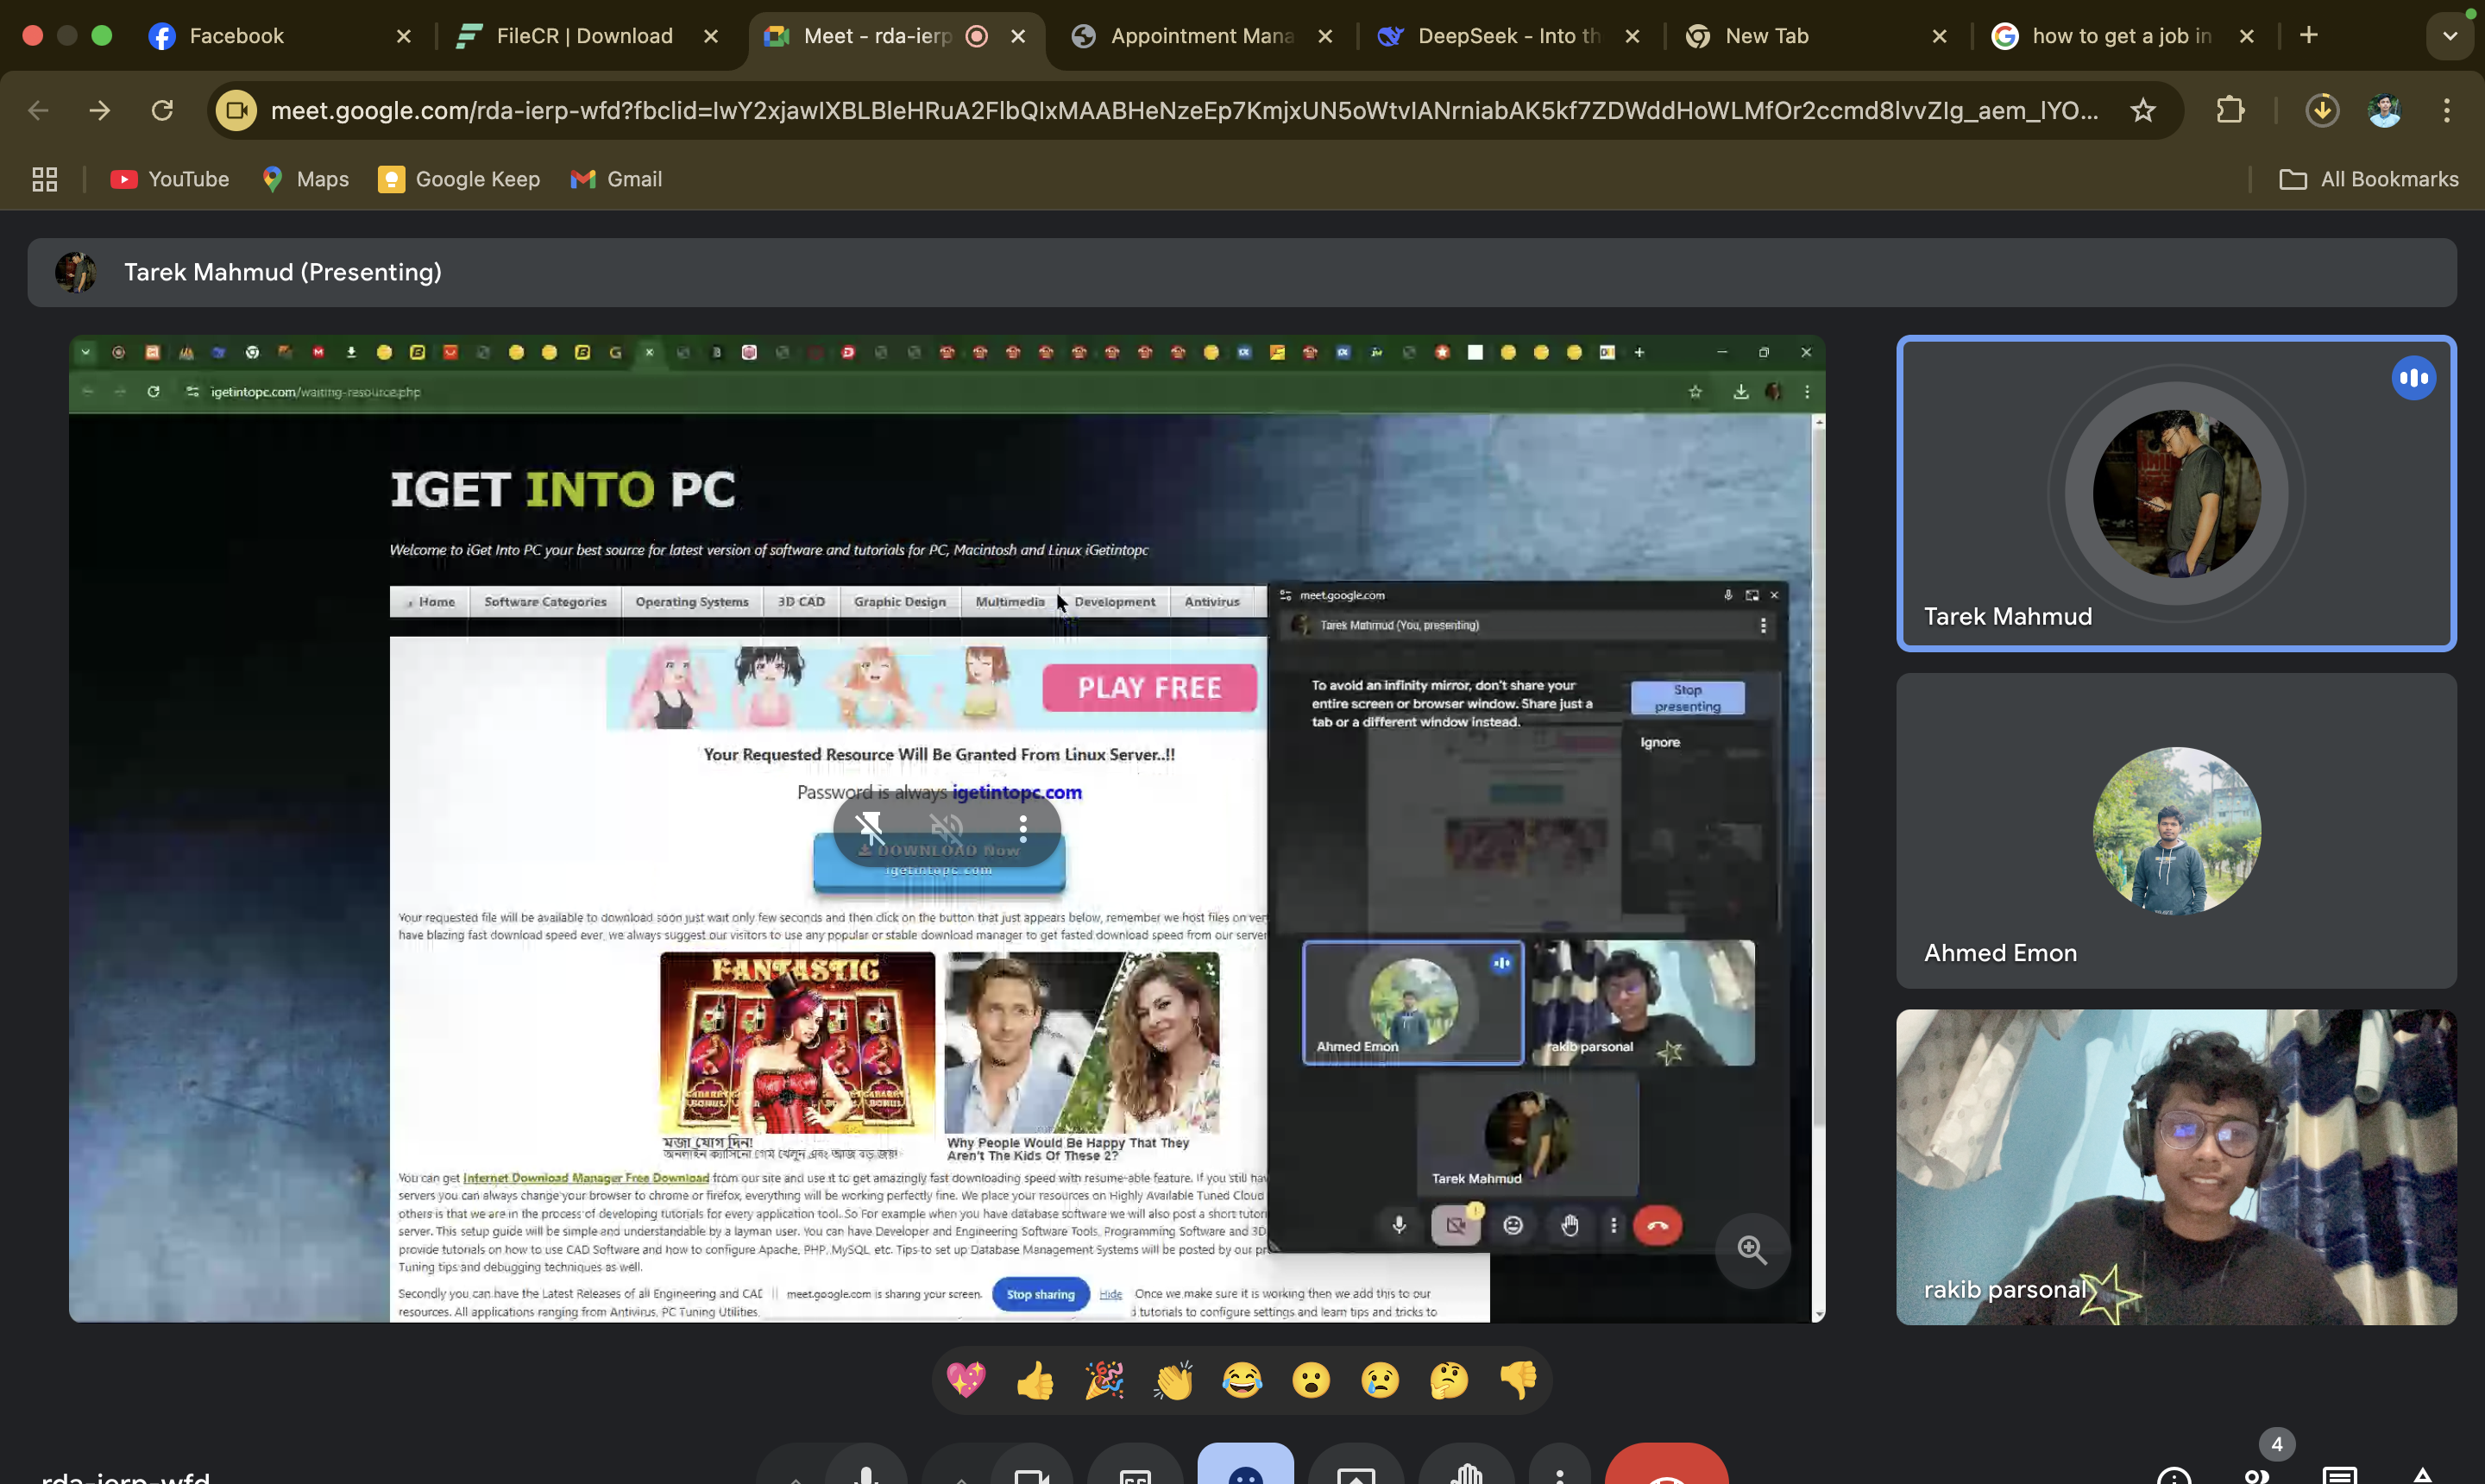 Facebook
FileCR | Download
Meet - rda-ierp
Appointment Mana
DeepSeek - Into th
New Tab
how to get a job in
meet.google.com/rda-ierp-wfd?fbclid=IwY2xjawIXBLBleHRuA2FlbQIxMAABHeNzeEp7KmjxUN5oWtvIANrniabAK5kf7ZDWddHoWLMfOr2ccmd8lvvZIg_aem_lYO...
YouTube
Maps
Google Keep
Gmail
All Bookmarks
Tarek Mahmud (Presenting)
igetintopc.com/waiting-resource.php
IGET INTO PC
Welcome to iGet Into PC your best source for latest version of software and tutorials for PC, Macintosh and Linux iGetintopc
Home
Software Categories
Operating Systems
3D CAD
Graphic Design
Multimedia
Development
Antivirus
PLAY FREE
Your Requested Resource Will Be Granted From Linux Server..!!
Password is always igetintopc.com
DOWNLOAD Now
igetintopc.com
Your requested file will be available to download soon just wait only few seconds and then click on the button that just appears below, remember we host files on ver
have blazing fast download speed ever, we always suggest our visitors to use any popular or stable download manager to get fasted download speed from our server
FANTASTIC
মজা যোগ দিন!
অনলাইন ক্যাসিনো গেম খেলুন এবং আজ বড় জয়!
Why People Would Be Happy That They
Aren't The Kids Of These 2?
You can get Internet Download Manager Free Download from our site and use it to get amazingly fast downloading speed with resume-able feature. If you still hav
servers you can always change your browser to chrome or firefox, everything will be working perfectly fine. We place your resources on Highly Available Tuned Cloud
others is that we are in the process of developing tutorials for every application tool. So For example when you have database software we will also post a short tutori
server. This setup guide will be simple and understandable by a layman user. You can have Developer and Engineering Software Tools, Programming Software and 3D
provide tutorials on how to use CAD Software and how to configure Apache, PHP, MySQL etc. Tips to set up Database Management Systems will be posted by our pr
Tuning tips and debugging techniques as well.
Secondly you can have the Latest Releases of all Engineering and CAD
Once we make sure it is working then we add this to our
resources. All applications ranging from Antivirus, PC Tuning Utilities,
d tutorials to configure settings and learn tips and tricks to
meet.google.com is sharing your screen.
Stop sharing
Hide
meet.google.com
Tarek Mahmud (You, presenting)
To avoid an infinity mirror, don't share your
entire screen or browser window. Share just a
tab or a different window instead.
Stop
presenting
Ignore
Ahmed Emon
rakib parsonal
Tarek Mahmud
Tarek Mahmud
Ahmed Emon
rakib parsonal
rda-ierp-wfd
4